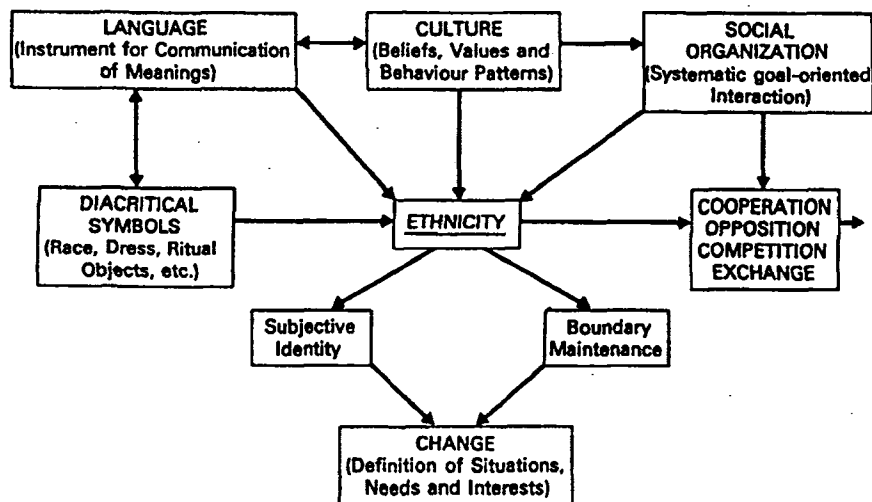 LANGUAGE
(Instrument for Communication
of Meanings)
CULTURE
(Beliefs, Values and
Behaviour Patterns)
SOCIAL
ORGANIZATION
(Systematic goal-oriented
Interaction)
DIACRITICAL
SYMBOLS
(Race, Dress, Ritual
Objects, etc.)
ETHNICITY
COOPERATION
OPPOSITION
COMPETITION
EXCHANGE
Subjective
Identity
Boundary
Maintenance
CHANGE
(Definition of Situations,
Needs and Interests)